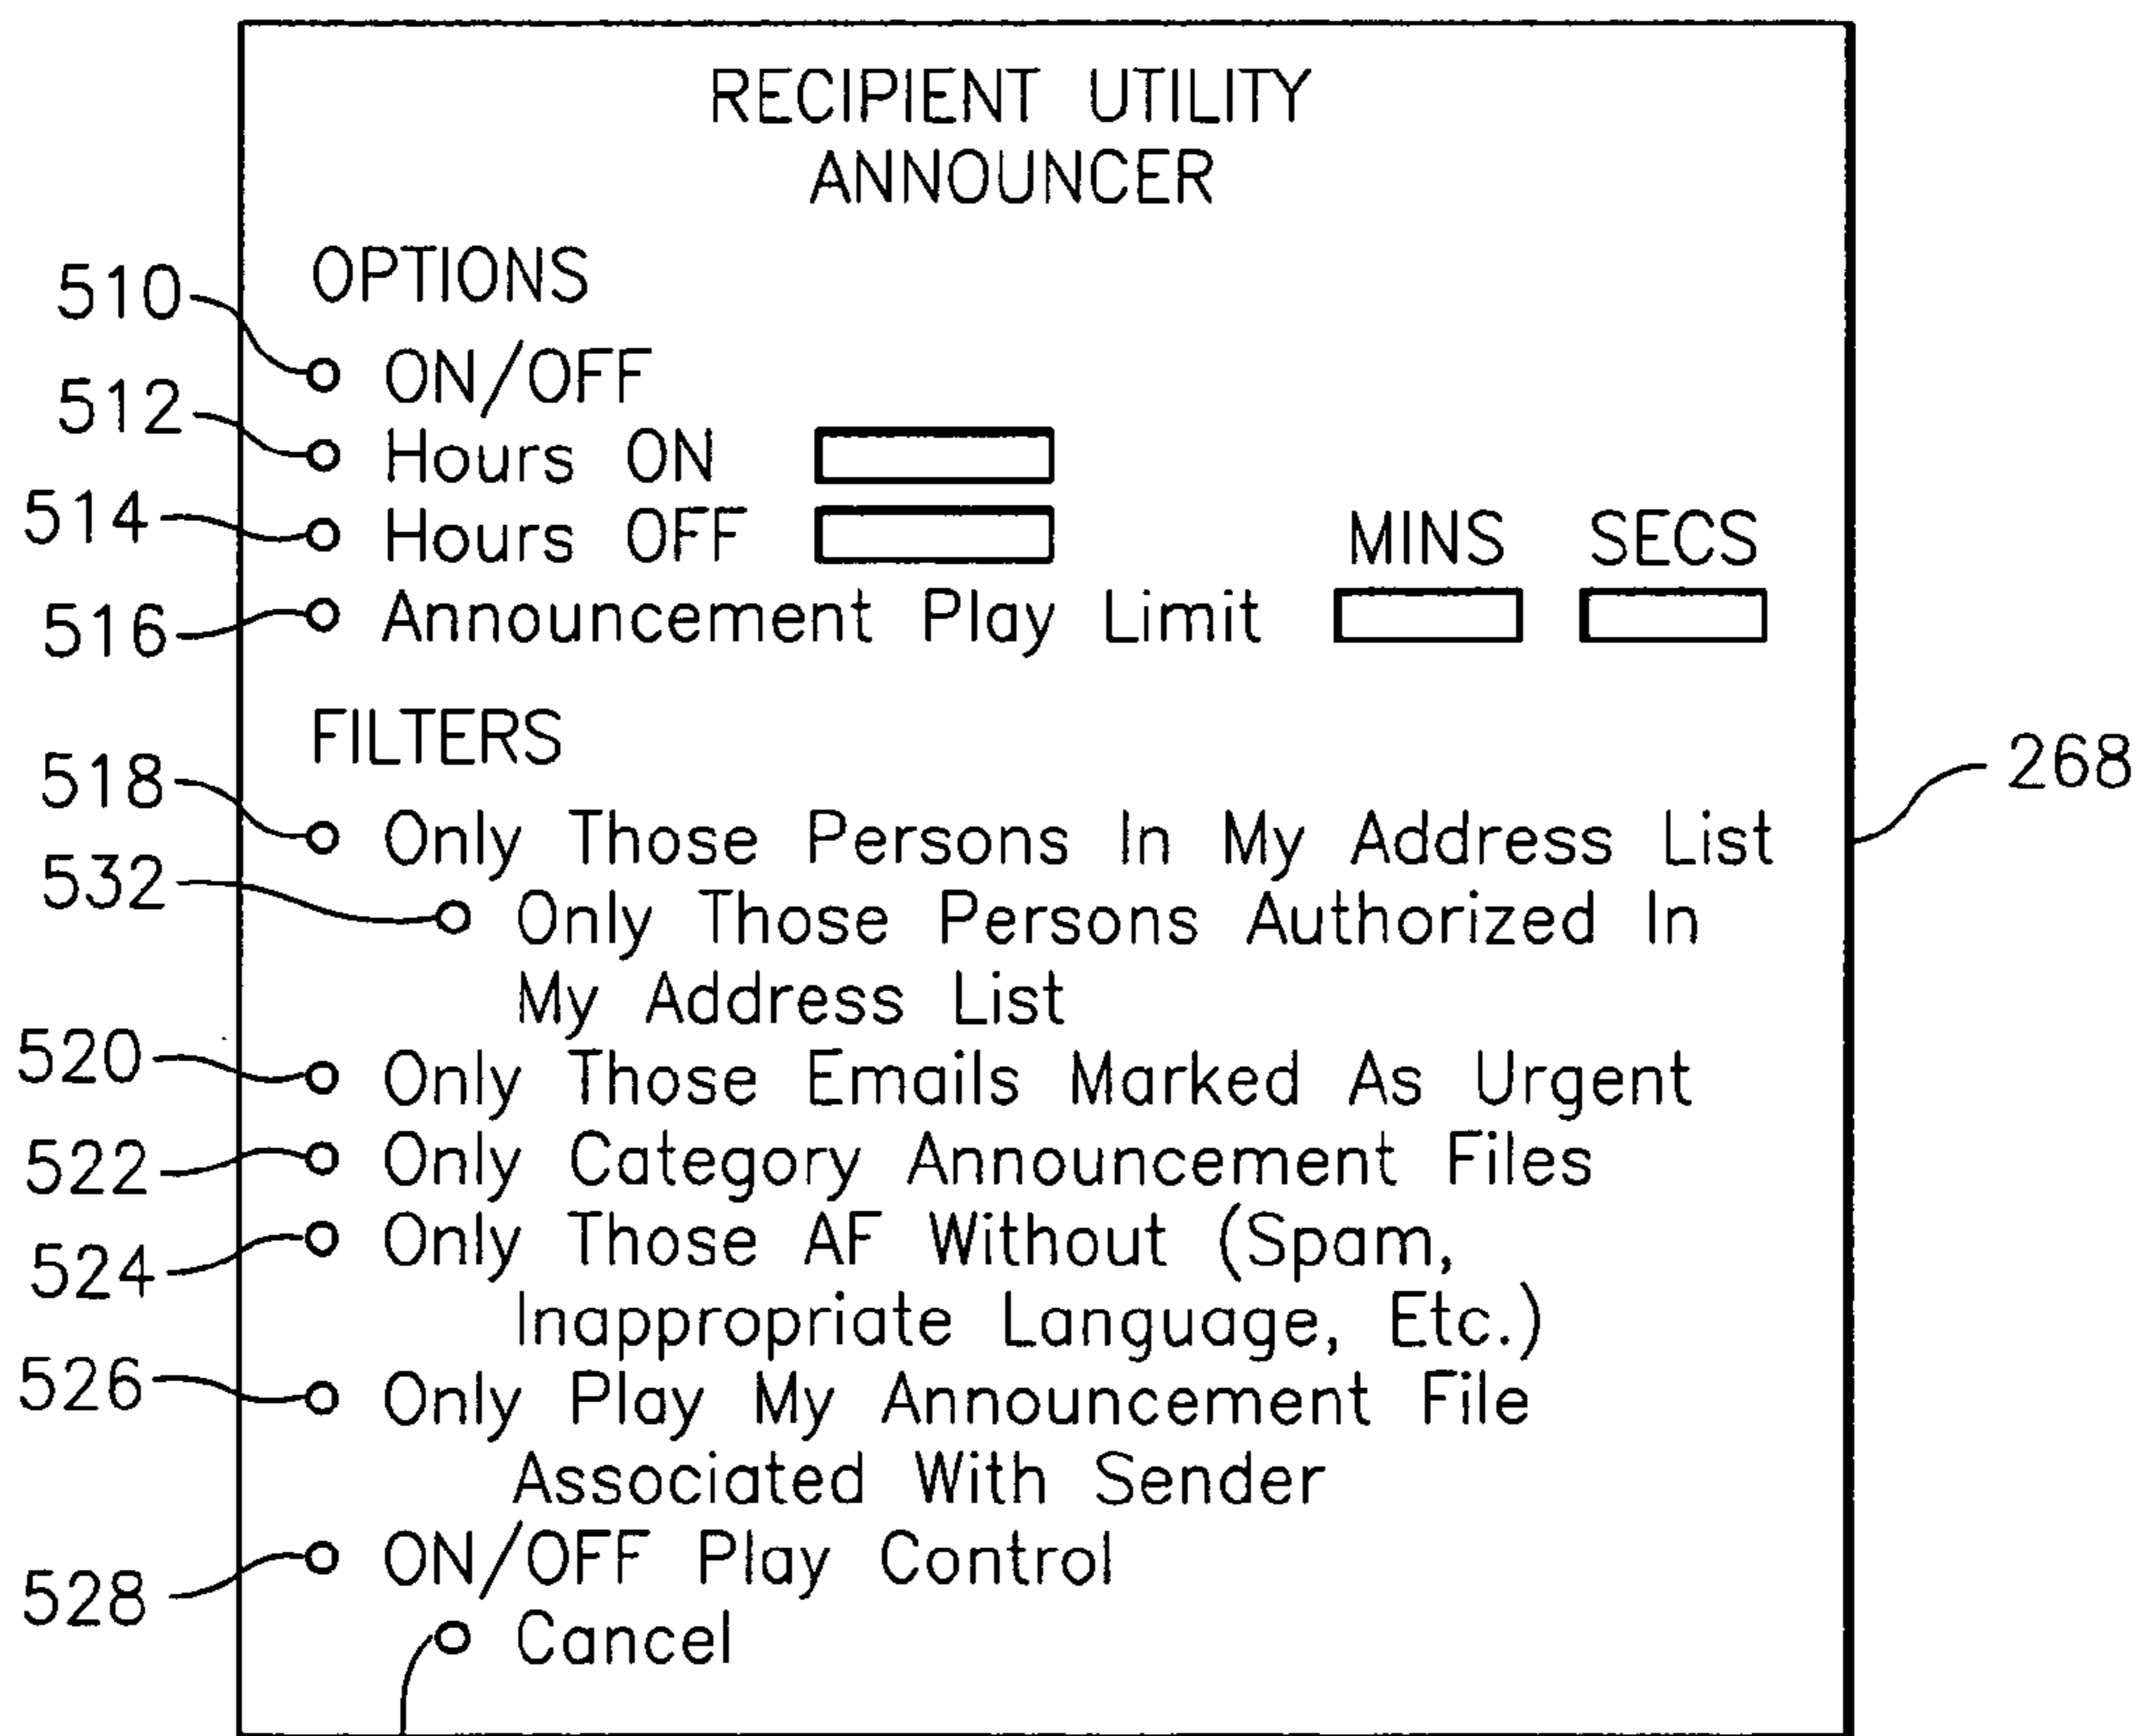 RECIPIENT UTILITY
ANNOUNCER
OPTIONS
510
ON/OFF
512
Hours ON
514
Hours OFF
MINS SECS
516
Announcement Play Limit
FILTERS
518
268
Only Those Persons In My Address List
532
Only Those Persons Authorized In
My Address List
520
Only Those Emails Marked As Urgent
522
Only Category Announcement Files
524
Only Those AF Without (Spam,
Inappropriate Language, Etc.)
526
Only Play My Announcement File
Associated With Sender
528
ON/OFF Play Control
Cancel